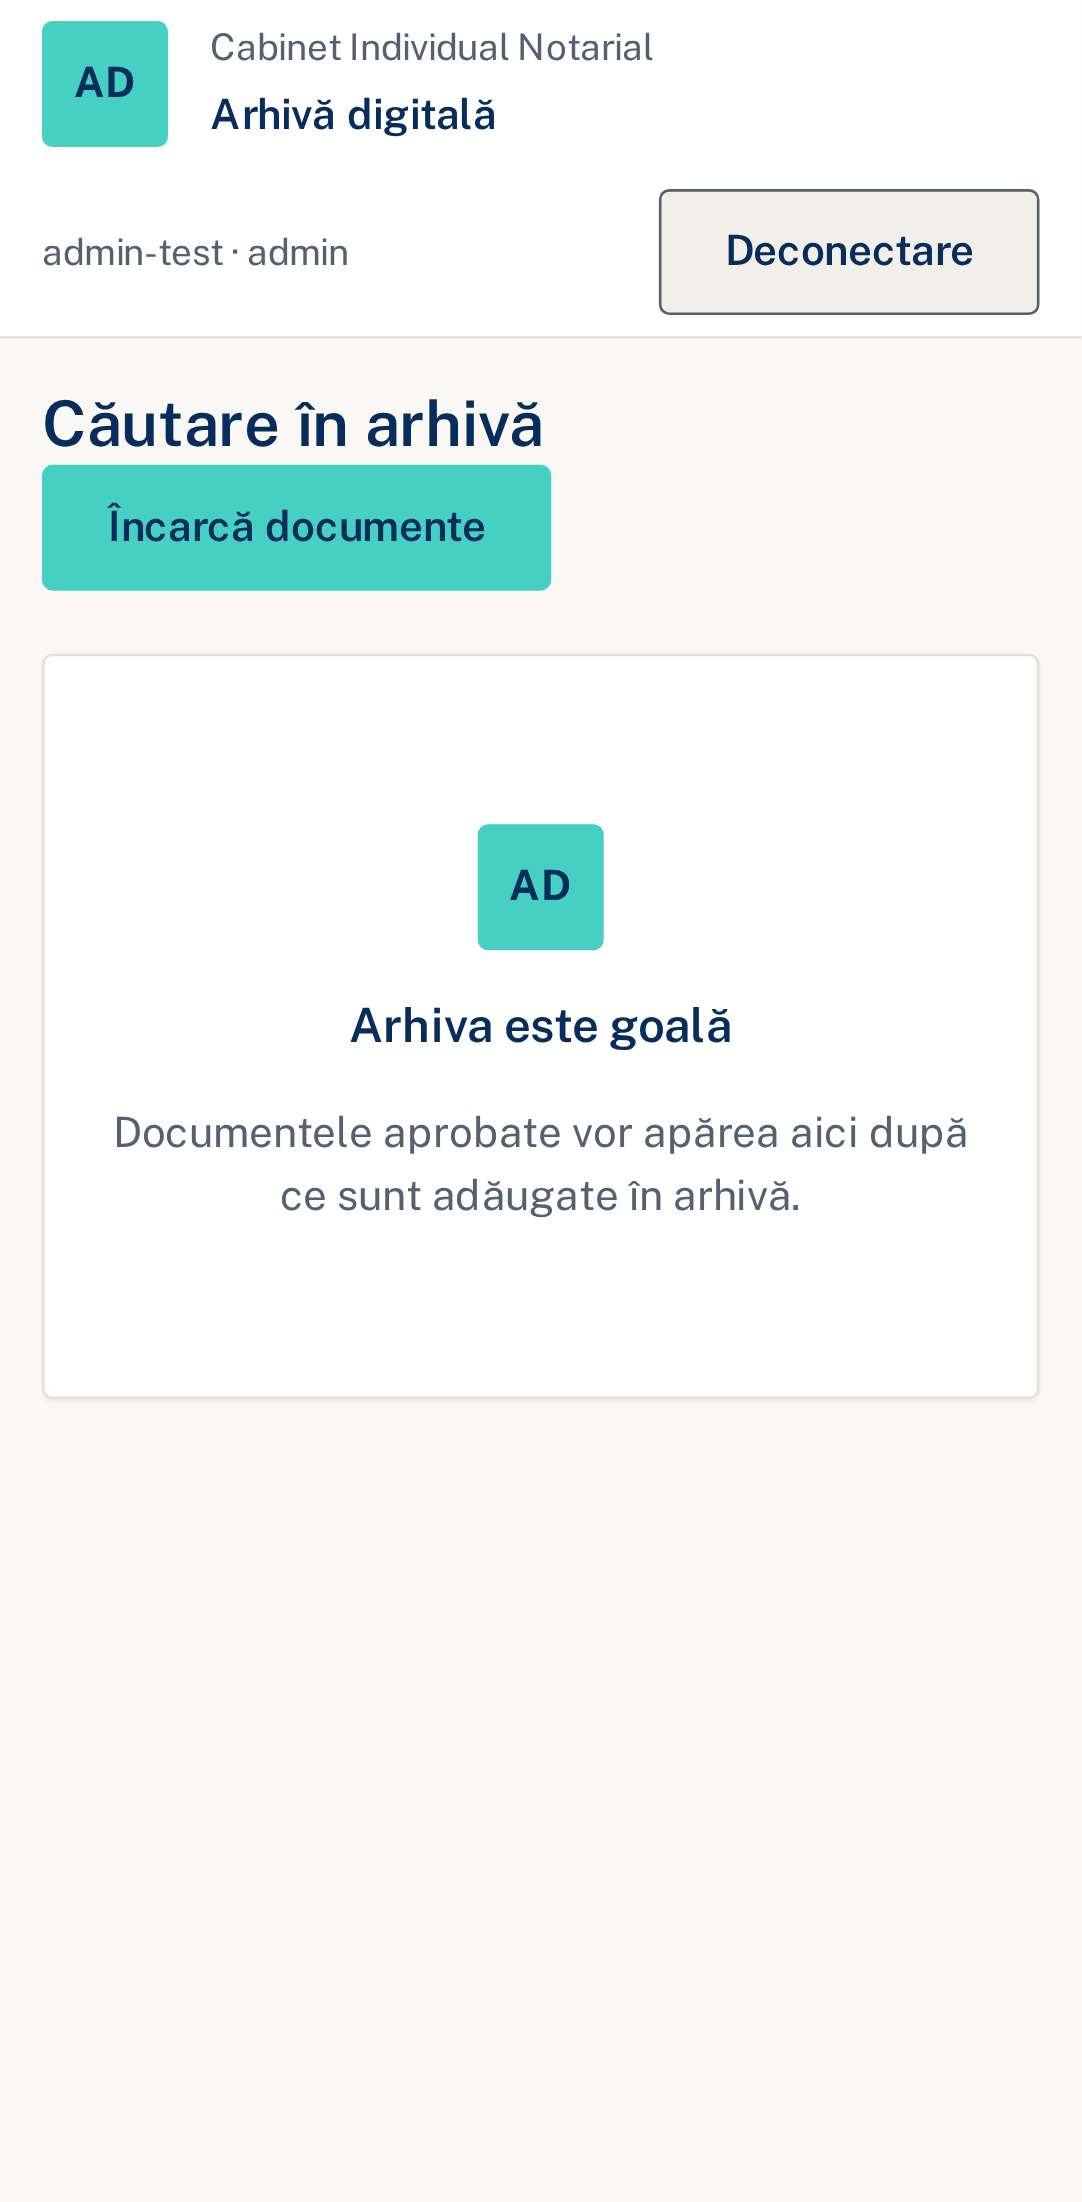 AD
Cabinet Individual Notarial
Arhivă digitală
admin-test · admin
Deconectare
Căutare în arhivă
Încarcă documente
AD
Arhiva este goală
Documentele aprobate vor apărea aici după
ce sunt adăugate în arhivă.